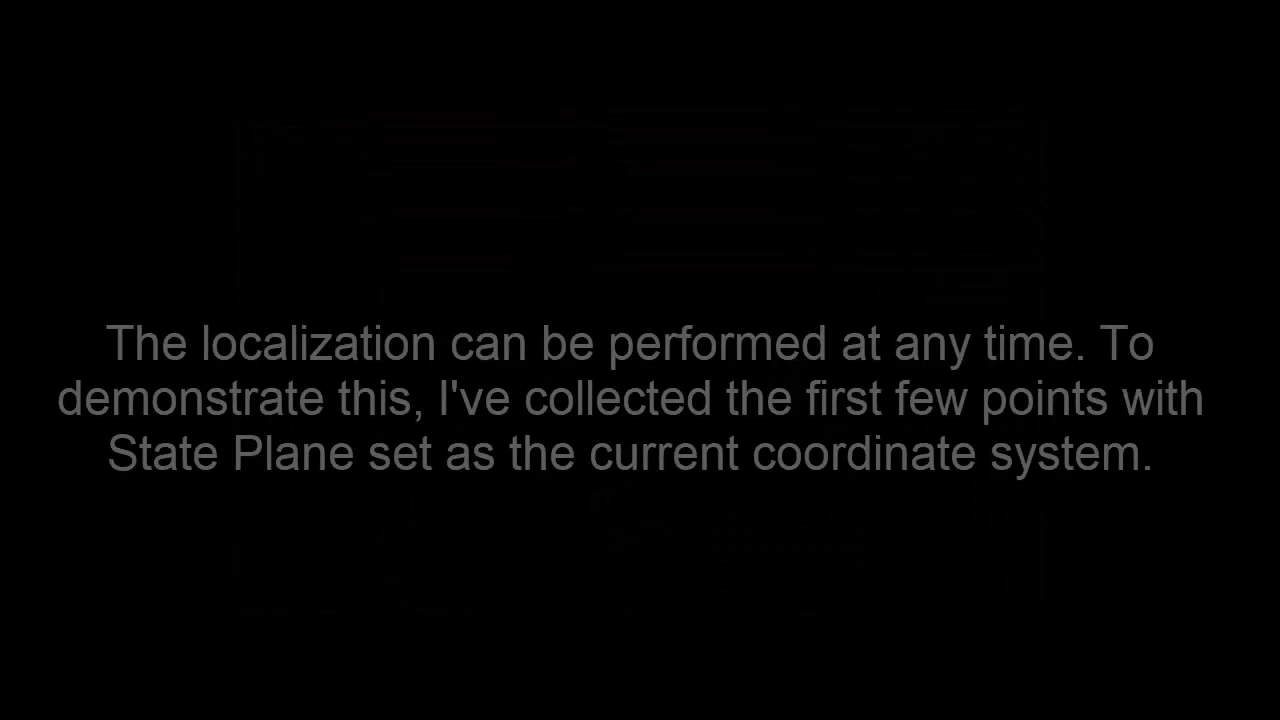 The localization can be performed at any time. To
demonstrate this, I've collected the first few points with
State Plane set as the current coordinate system.